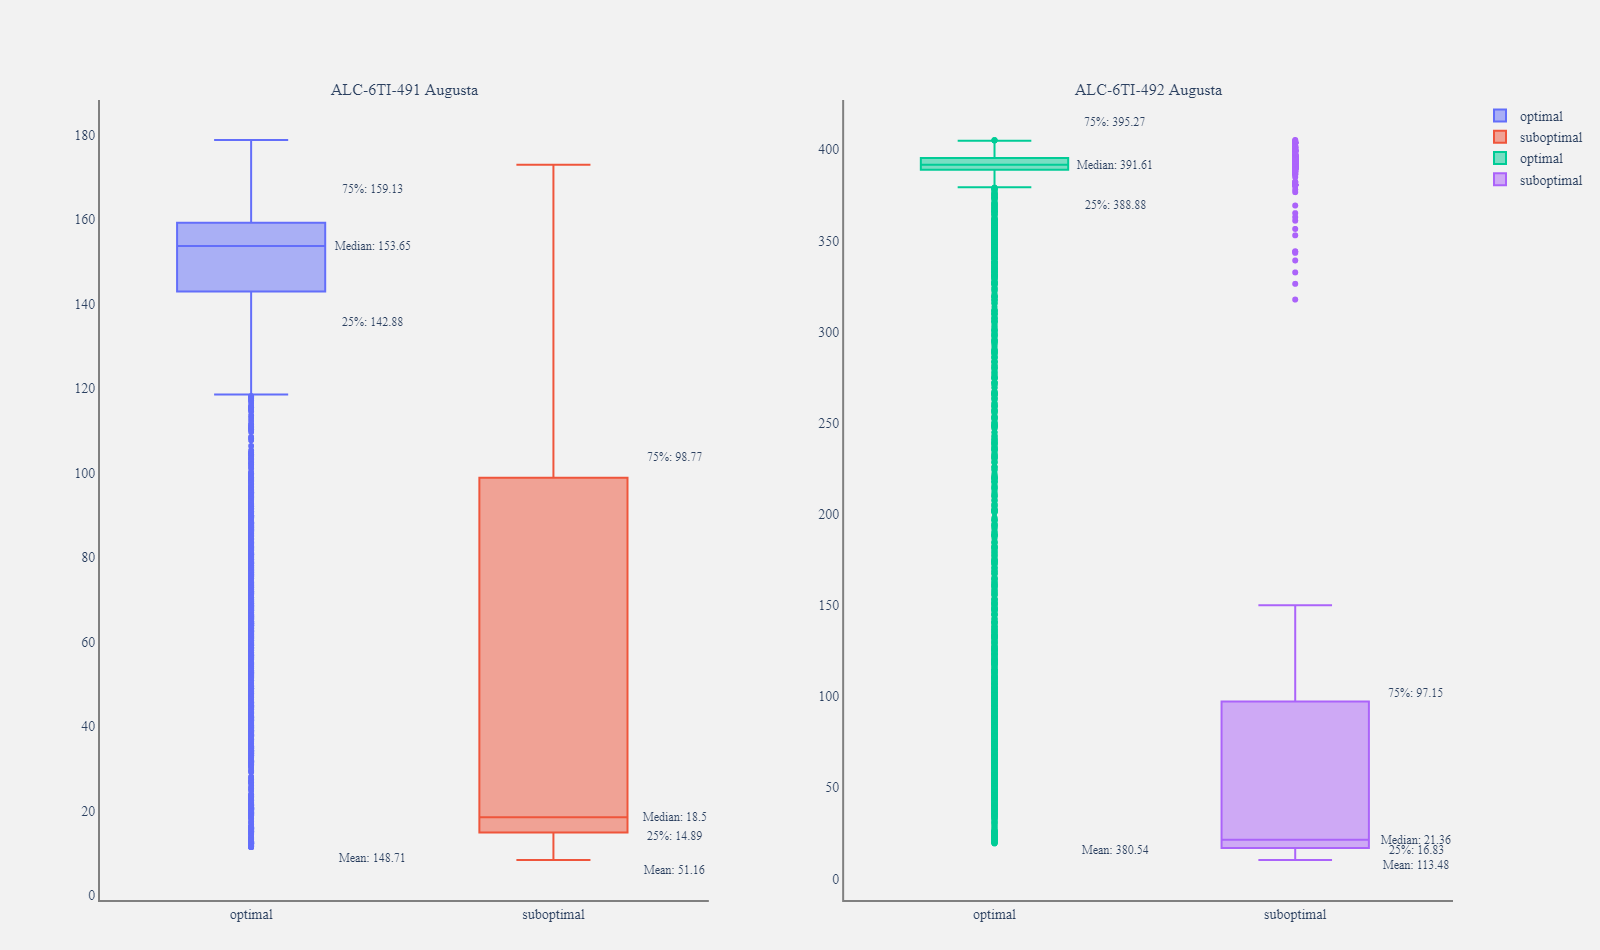 ALC-6TI-491 Augusta
180
160
140
120
100
80
60
40
20
0
75%: 159.13
Median: 153.65
25%: 142.88
Mean: 148.71
75%: 98.77
Median: 18.5
25%: 14.89
Mean: 51.16
optimal
suboptimal
ALC-6TI-492 Augusta
400
350
300
250
200
150
100
50
0
75%: 395.27
Median: 391.61
25%: 388.88
Mean: 380.54
75%: 97.15
Median: 21.36
25%: 16.83
Mean: 113.48
optimal
suboptimal
optimal
suboptimal
optimal
suboptimal